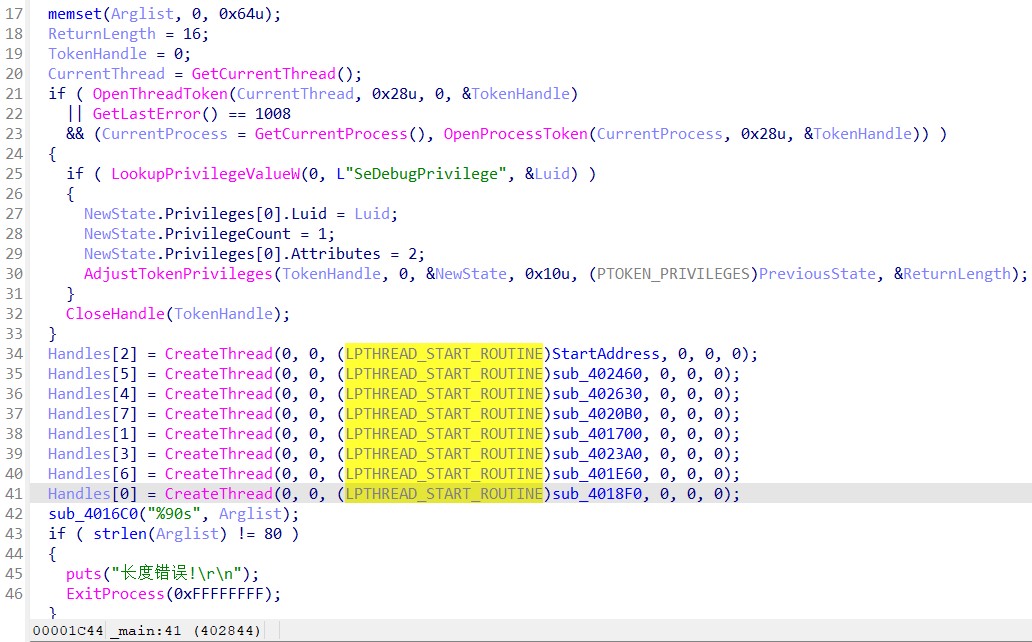 17 memset(Arglist, 0, 0x64u);
18 ReturnLength = 16;
19 TokenHandle = 0;
20 CurrentThread = GetCurrentThread();
21 if ( OpenThreadToken(CurrentThread, 0x28u, 0, &TokenHandle)
22 || GetLastError() == 1008
23 && (CurrentProcess = GetCurrentProcess(), OpenProcessToken(CurrentProcess, 0x28u, &TokenHandle)) )
24 {
25 if ( LookupPrivilegeValueW(0, L"SeDebugPrivilege", &Luid) )
26 {
27 NewState.Privileges[0].Luid = Luid;
28 NewState.PrivilegeCount = 1;
29 NewState.Privileges[0].Attributes = 2;
30 AdjustTokenPrivileges(TokenHandle, 0, &NewState, 0x10u, (PTOKEN_PRIVILEGES)PreviousState, &ReturnLength);
31 }
32 CloseHandle(TokenHandle);
33 }
34 Handles[2] = CreateThread(0, 0, (LPTHREAD_START_ROUTINE)StartAddress, 0, 0, 0);
35 Handles[5] = CreateThread(0, 0, (LPTHREAD_START_ROUTINE)sub_402460, 0, 0, 0);
36 Handles[4] = CreateThread(0, 0, (LPTHREAD_START_ROUTINE)sub_402630, 0, 0, 0);
37 Handles[7] = CreateThread(0, 0, (LPTHREAD_START_ROUTINE)sub_4020B0, 0, 0, 0);
38 Handles[1] = CreateThread(0, 0, (LPTHREAD_START_ROUTINE)sub_401700, 0, 0, 0);
39 Handles[3] = CreateThread(0, 0, (LPTHREAD_START_ROUTINE)sub_4023A0, 0, 0, 0);
40 Handles[6] = CreateThread(0, 0, (LPTHREAD_START_ROUTINE)sub_401E60, 0, 0, 0);
41 Handles[0] = CreateThread(0, 0, (LPTHREAD_START_ROUTINE)sub_4018F0, 0, 0, 0);
42 sub_4016C0("%90s", Arglist);
43 if ( strlen(Arglist) != 80 )
44 {
45 puts("长度错误!\r\n");
46 ExitProcess(0xFFFFFFFF);
}
00001C44 _main:41 (402844)